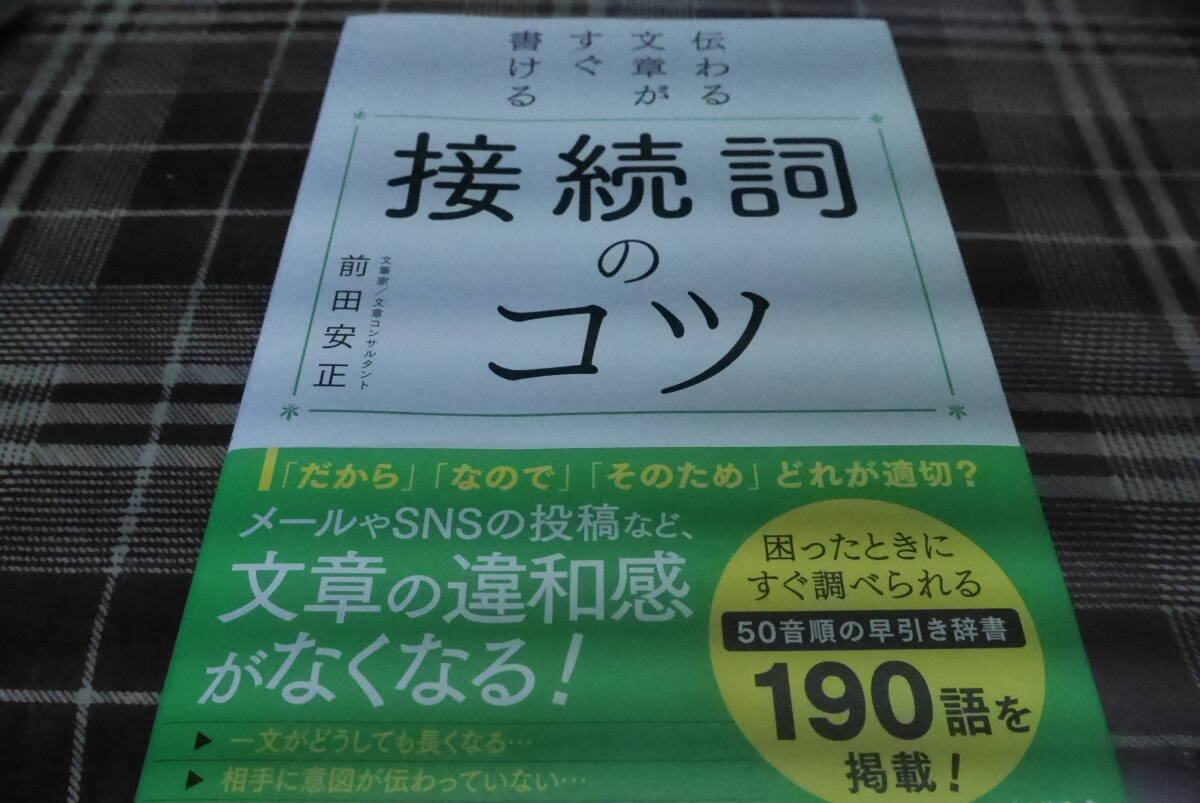 伝わる
文章が
すぐ
書ける
接続詞
の
コツ
文筆家/文章コンサルタント
前田安正
「だから」「なので」「そのため」どれが適切?
メールやSNSの投稿など、
文章の違和感
がなくなる!
▶ 一文がどうしても長くなる…
▶ 相手に意図が伝わっていない…
困ったときに
すぐ調べられる
50音順の早引き辞書
190語を
掲載!